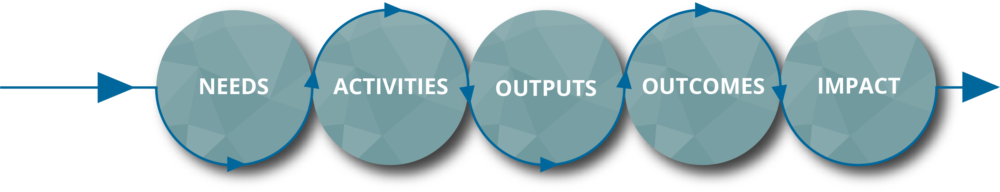 NEEDS
ACTIVITIES
OUTPUTS
OUTCOMES
IMPACT